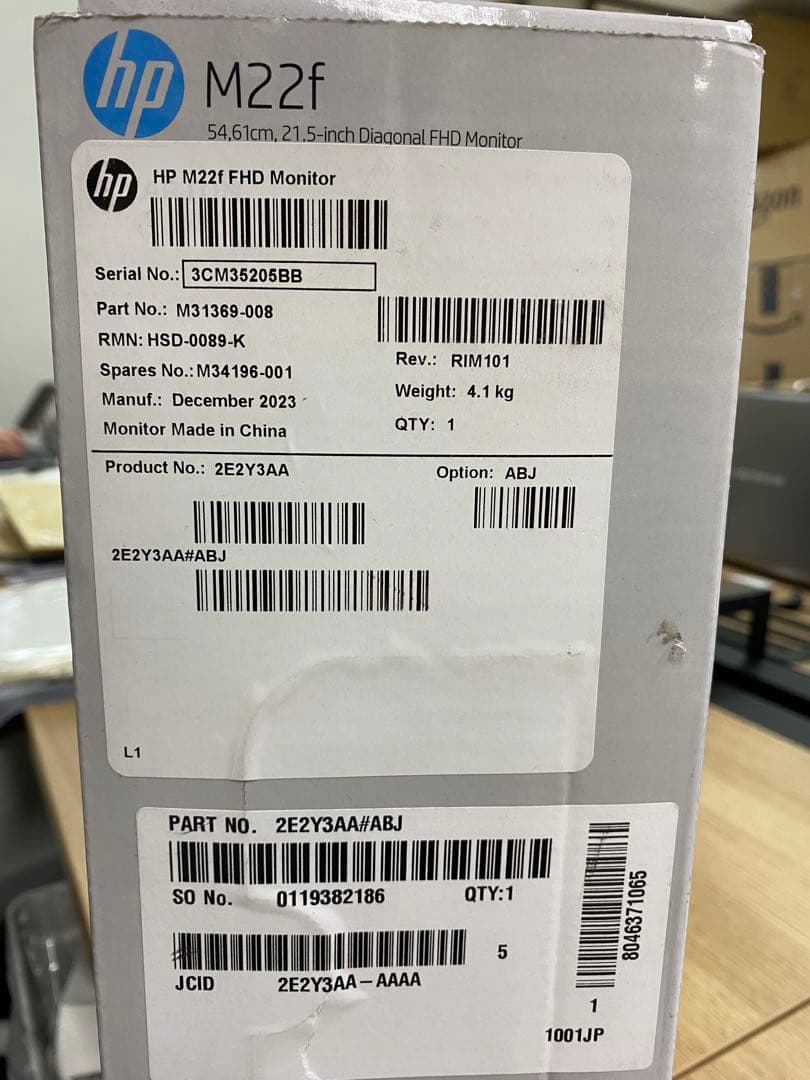 hp M22f
54,61cm, 21.5-inch Diagonal FHD Monitor
hp HP M22f FHD Monitor
Serial No.: 3CM35205BB
Part No.: M31369-008
RMN: HSD-0089-K
Rev.: RIM101
Spares No.: M34196-001
Weight: 4.1 kg
Manuf.: December 2023
QTY: 1
Monitor Made in China
Product No.: 2E2Y3AA
Option: ABJ
2E2Y3AA#ABJ
L1
PART NO. 2E2Y3AA#ABJ
SO No. 0119382186 QTY:1
5
JCID 2E2Y3AA-AAAA
8046371065
1
1001JP